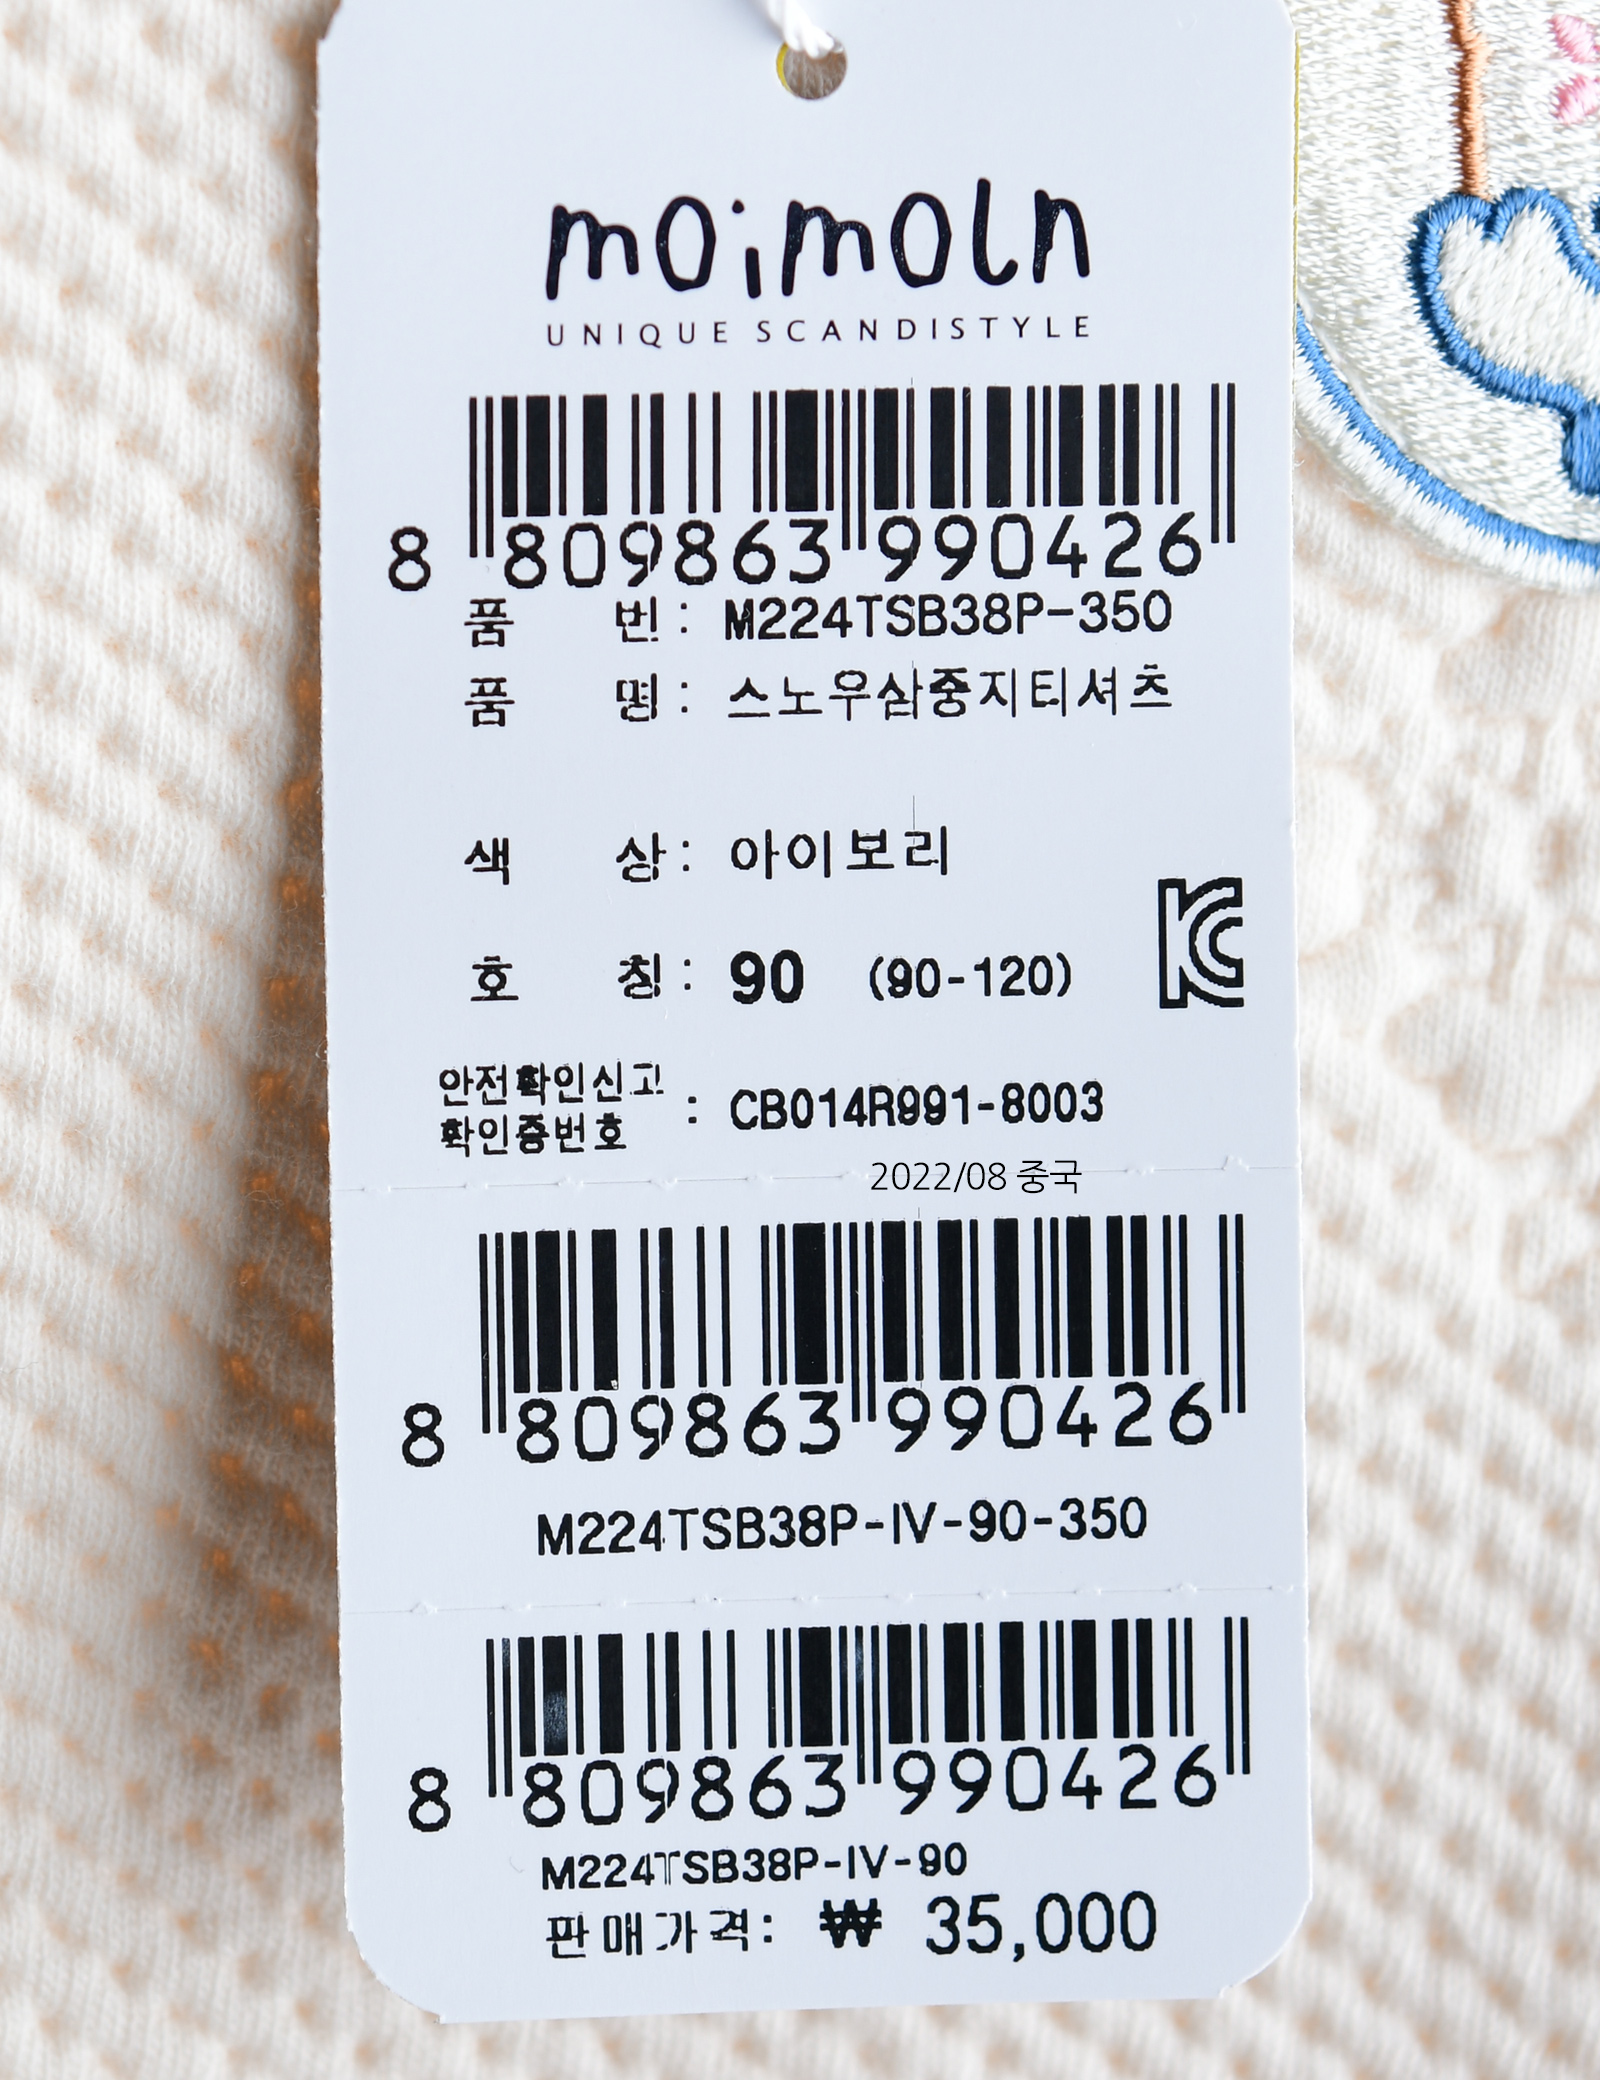 moimoln
UNIQUE SCANDISTYLE
8 809863 990426
품 번 : M224TSB38P-350
품 명 : 스노우삼중지티셔츠
색 상 : 아이보리
호 칭 : 90 (90-120)
안전확인신고
확인증번호 : CB014R991-8003
2022/08 중국
8 809863 990426
M224TSB38P-IV-90-350
8 809863 990426
M224TSB38P-IV-90
판매가격: ₩ 35,000